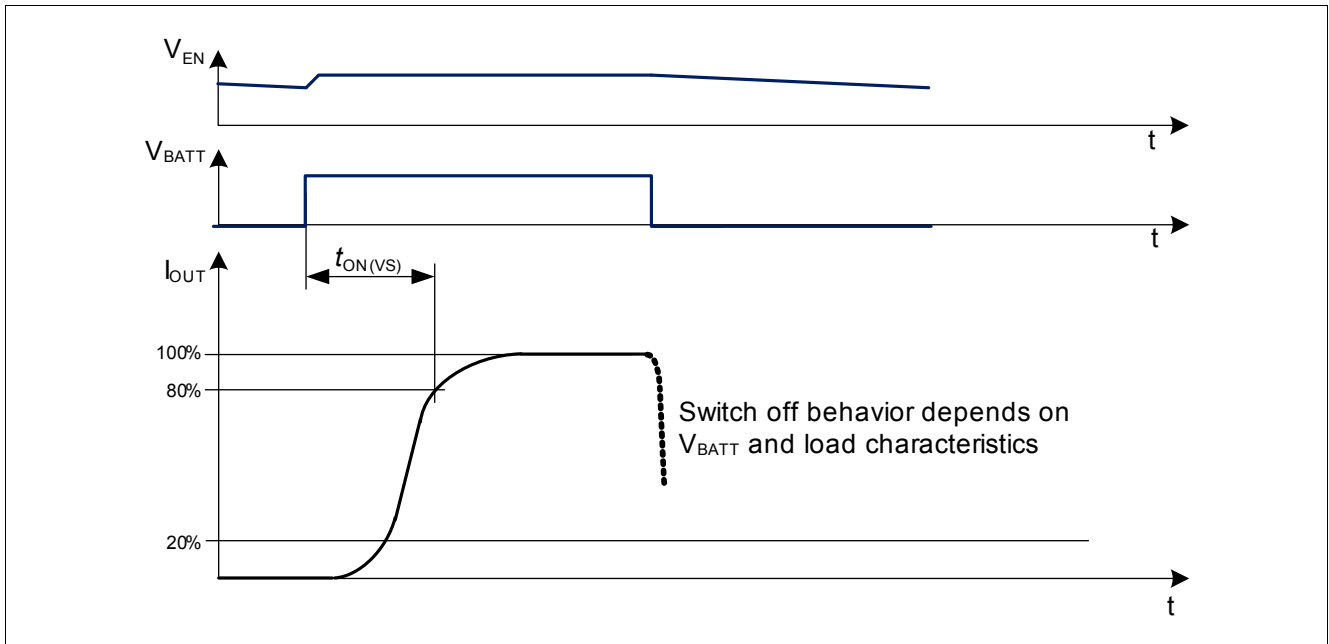 VEN
t
VBATT
t
IOUT
tON(VS)
100%
80%
Switch off behavior depends on
VBATT and load characteristics
20%
t